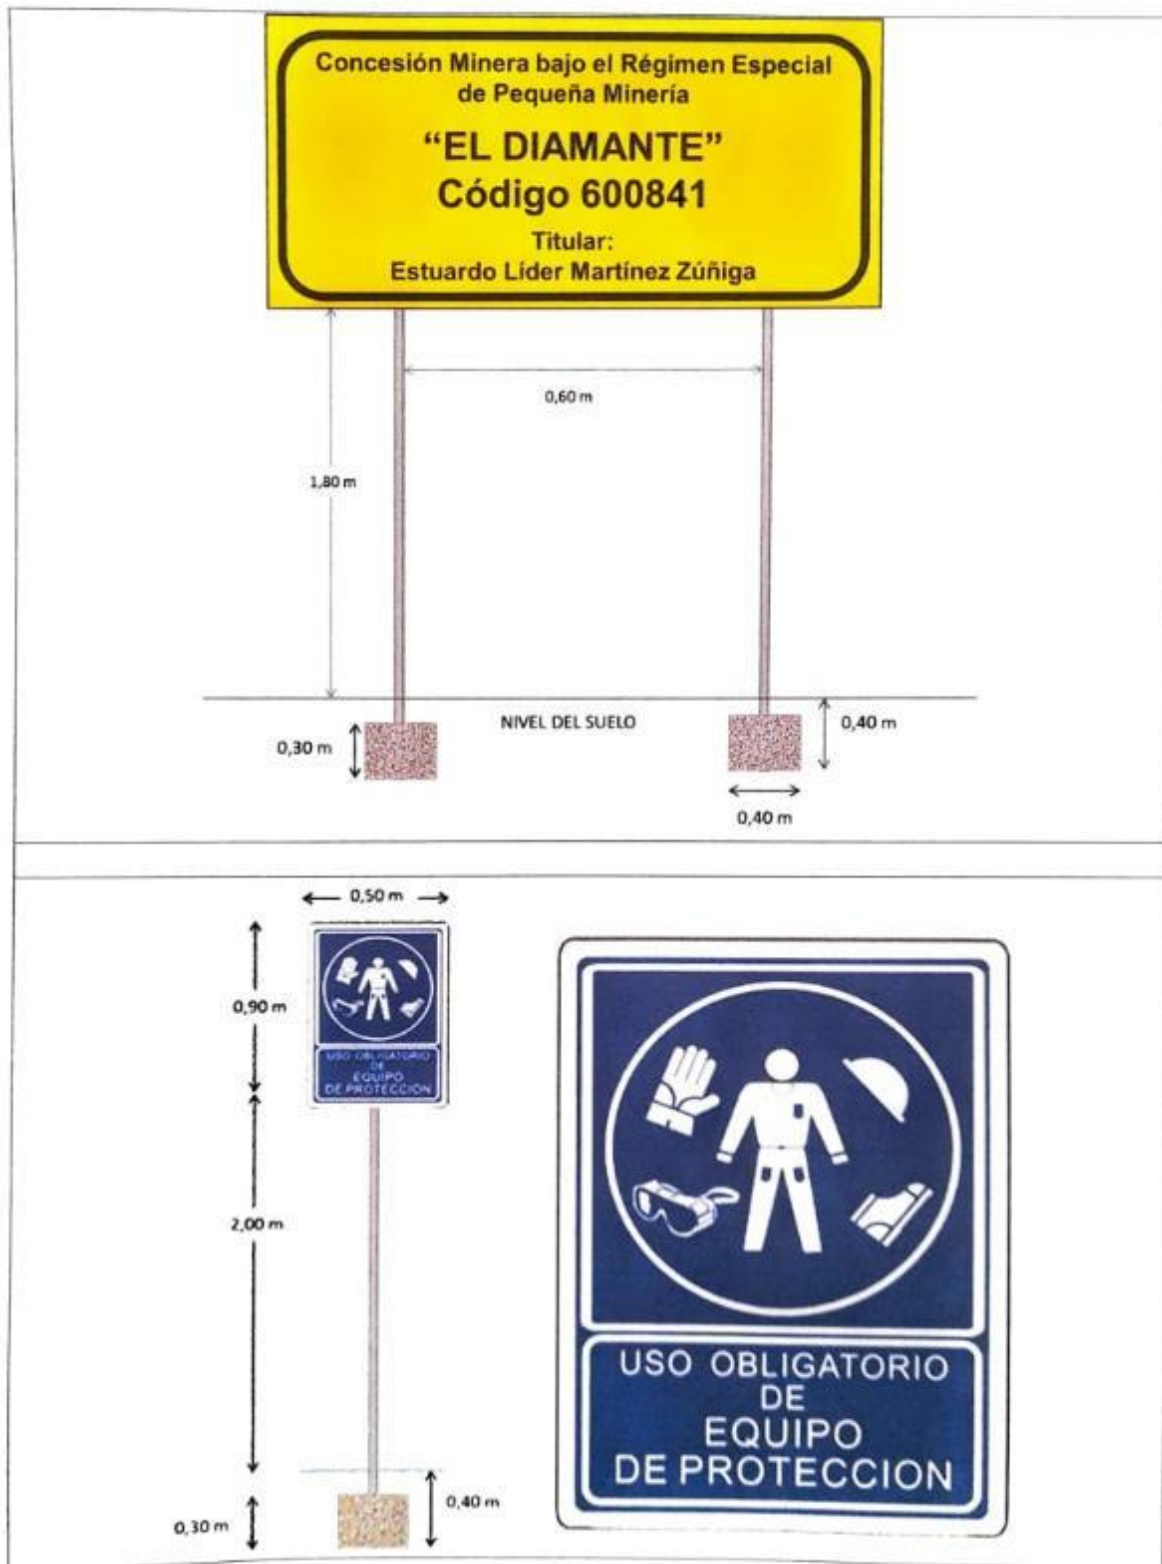 Concesión Minera bajo el Régimen Especial
de Pequeña Minería
“EL DIAMANTE”
Código 600841
Titular:
Estuardo Líder Martínez Zúñiga
0,60 m
1,80 m
NIVEL DEL SUELO
0,40 m
0,30 m
0,40 m
0,50 m
0,90 m
USO OBLIGATORIO
DE
EQUIPO
DE PROTECCION
2,00 m
0,40 m
0,30 m
USO OBLIGATORIO
DE
EQUIPO
DE PROTECCION